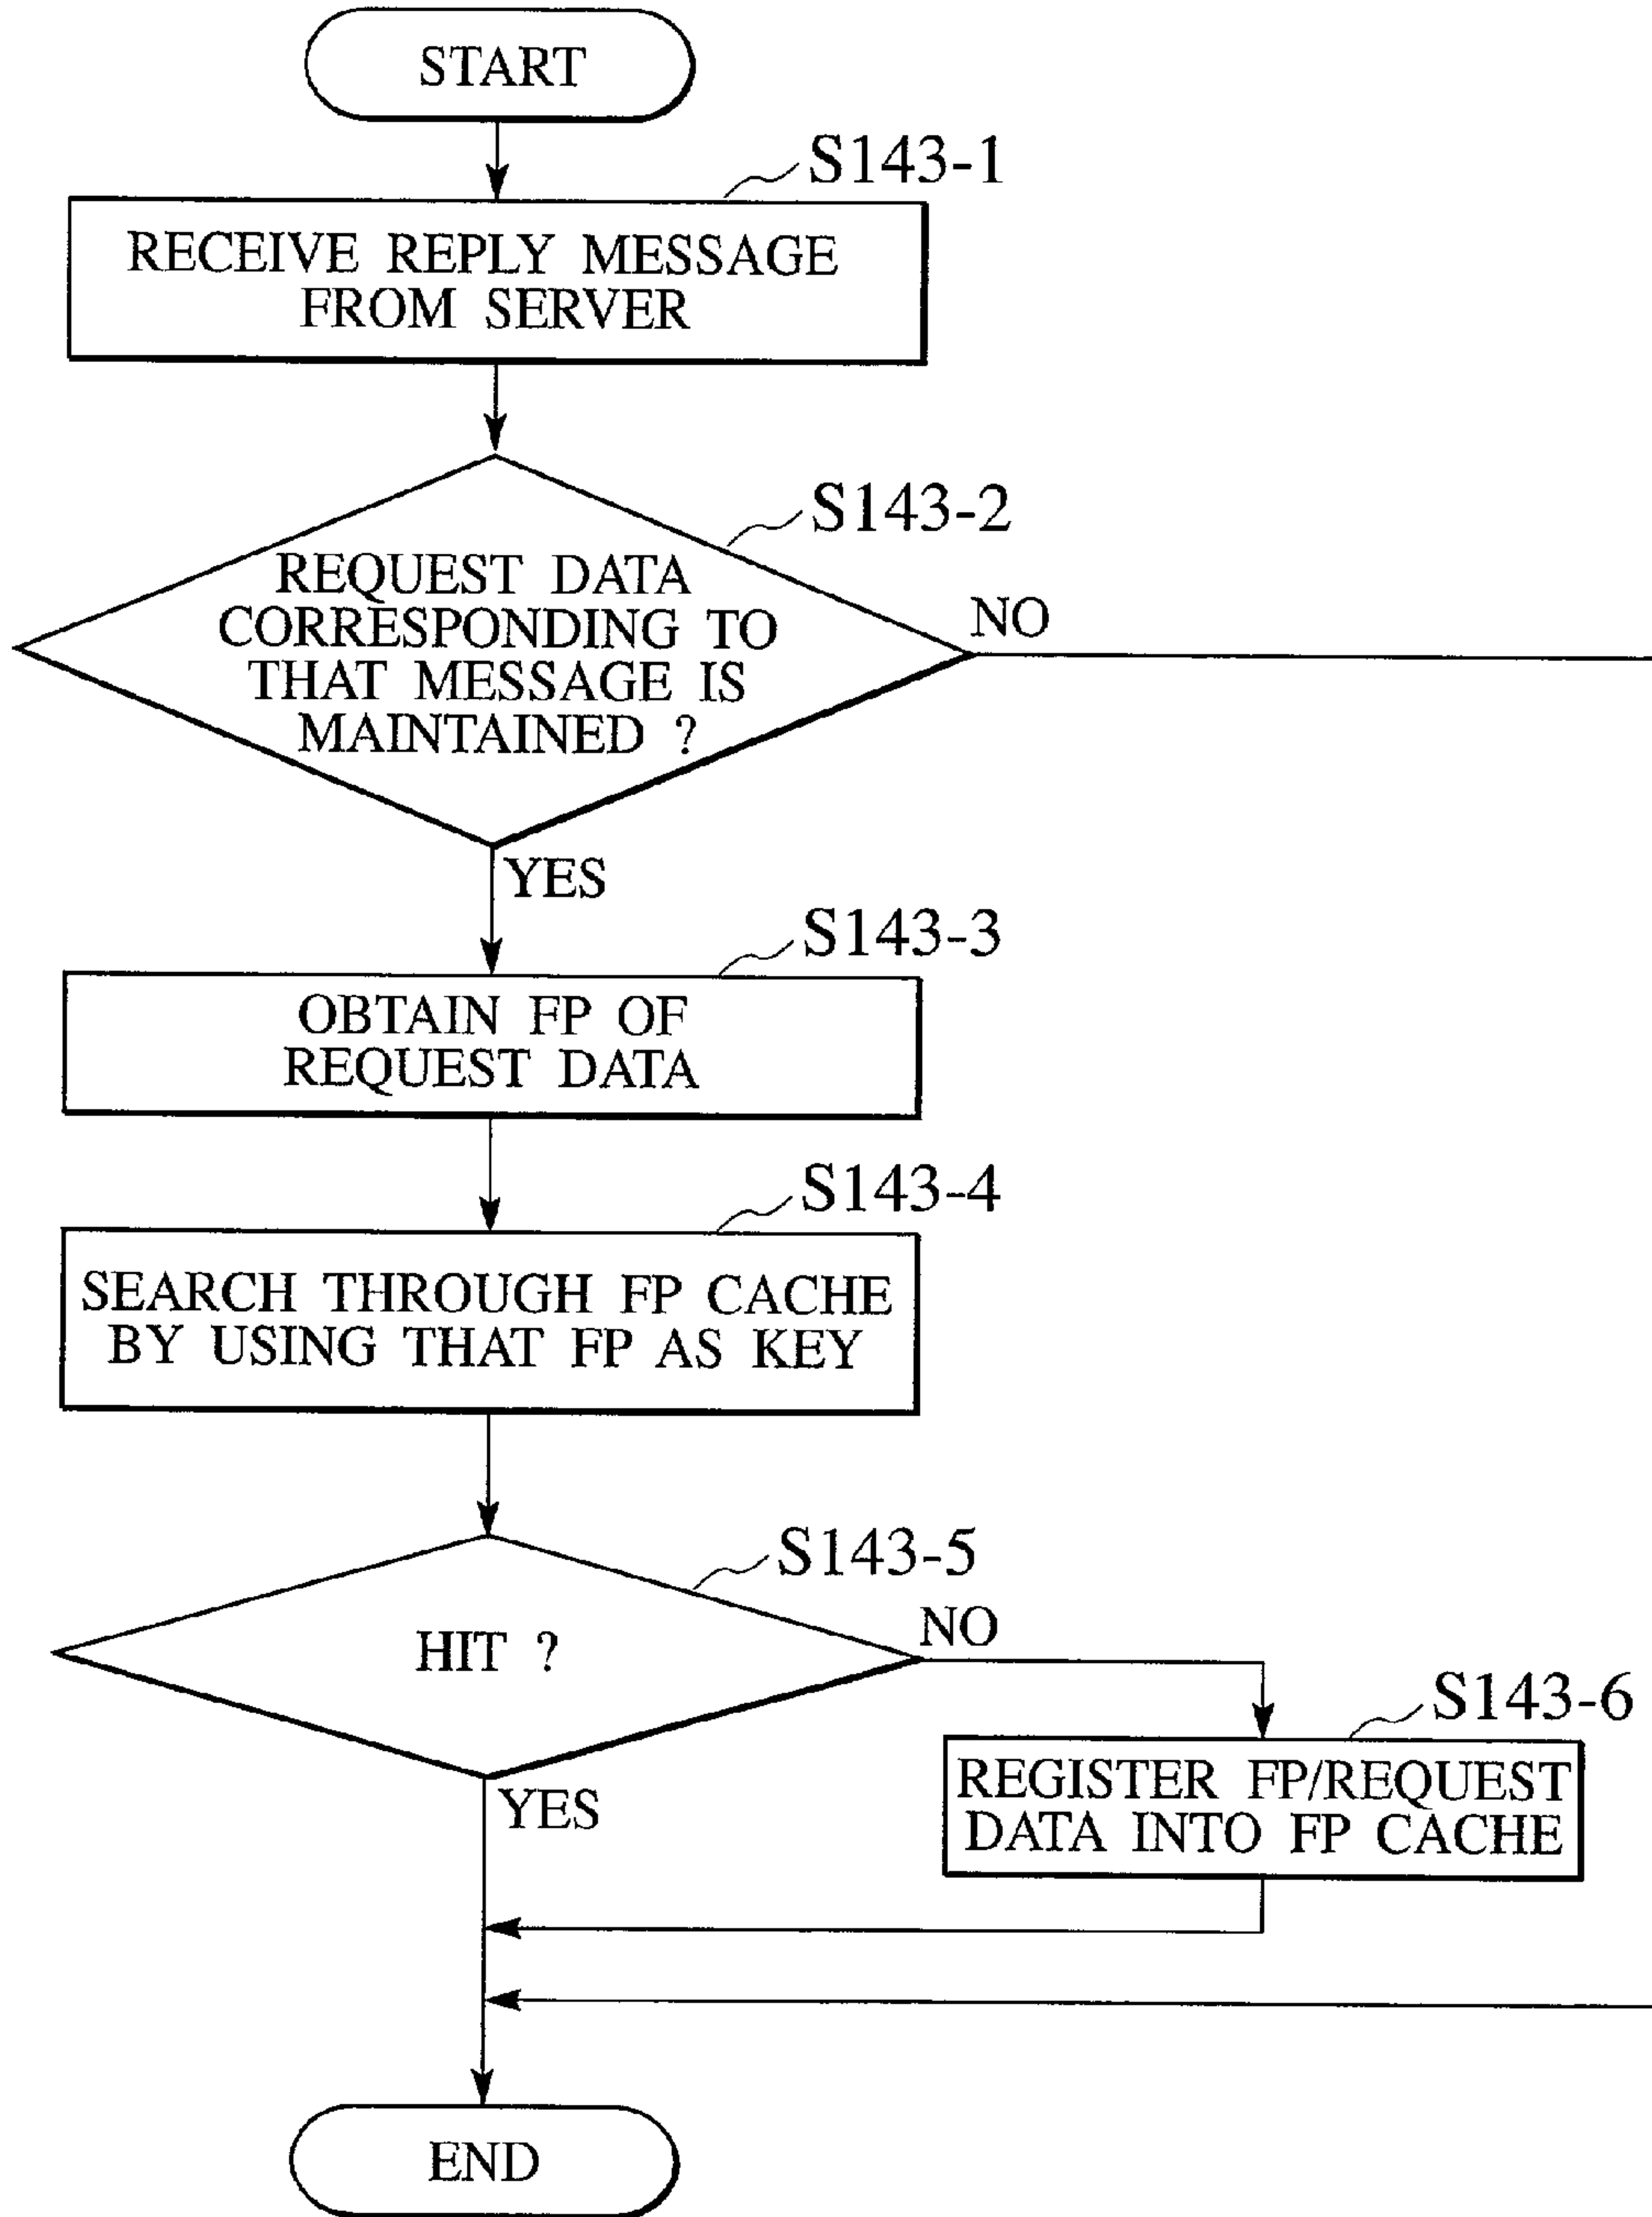 START
S143-1
RECEIVE REPLY MESSAGE
FROM SERVER
S143-2
REQUEST DATA
CORRESPONDING TO
THAT MESSAGE IS
MAINTAINED ?
NO
YES
S143-3
OBTAIN FP OF
REQUEST DATA
S143-4
SEARCH THROUGH FP CACHE
BY USING THAT FP AS KEY
S143-5
HIT ?
NO
YES
S143-6
REGISTER FP/REQUEST
DATA INTO FP CACHE
END